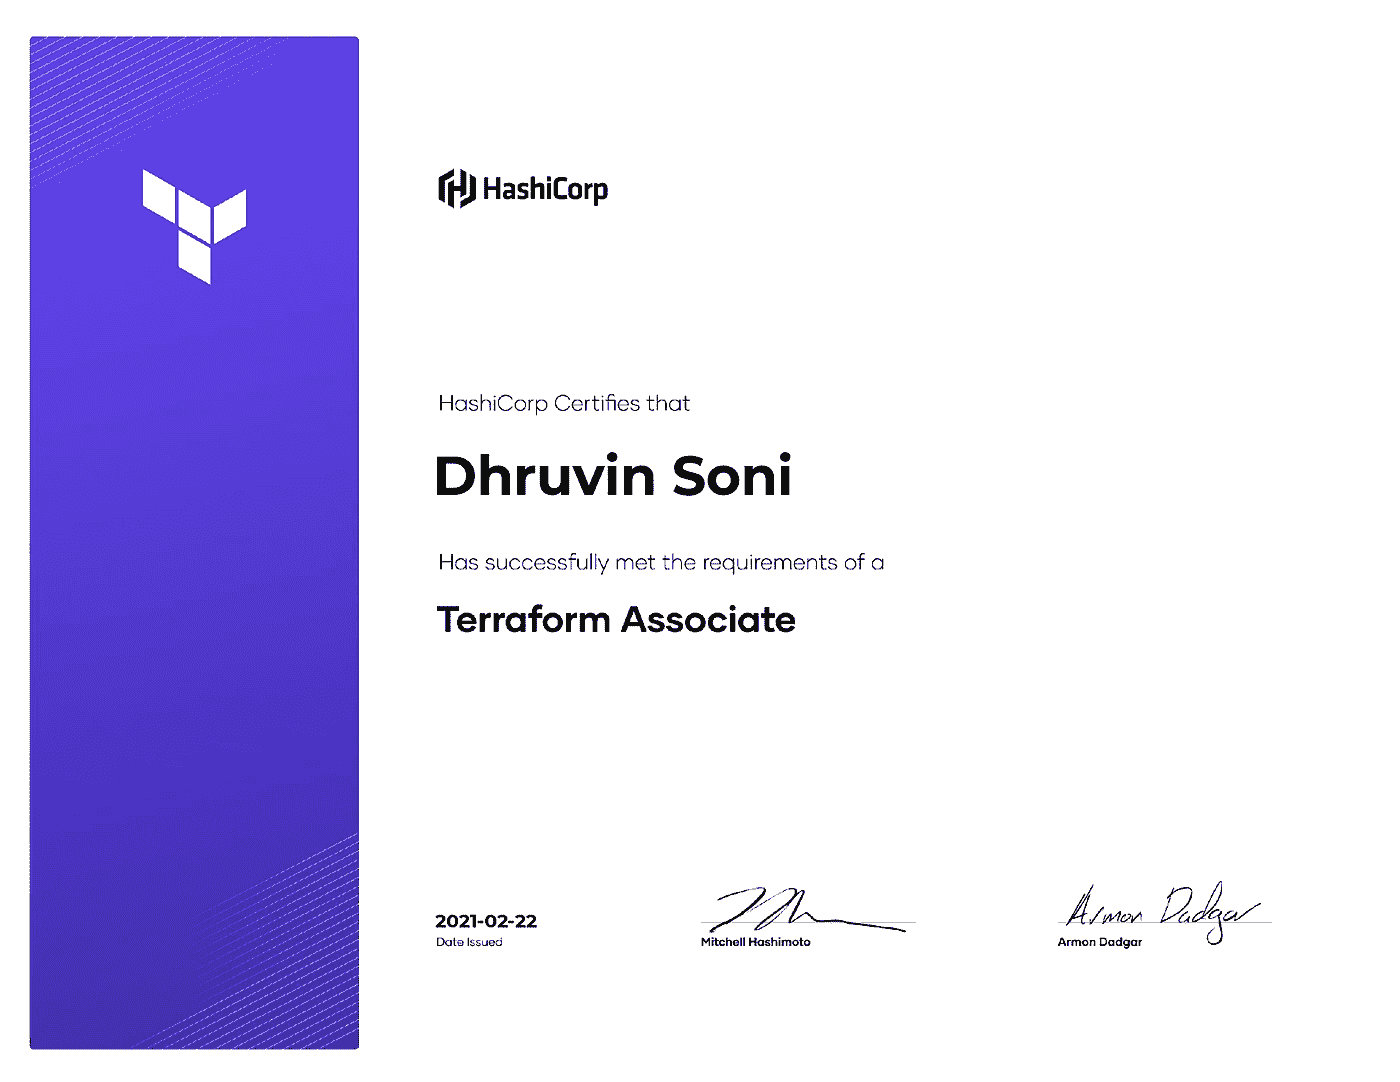 HashiCorp
HashiCorp Certifies that
Dhruvin Soni
Has successfully met the requirements of a
Terraform Associate
2021-02-22
Date Issued
Mitchell Hashimoto
Armon Dadgar
Armon Dadgar